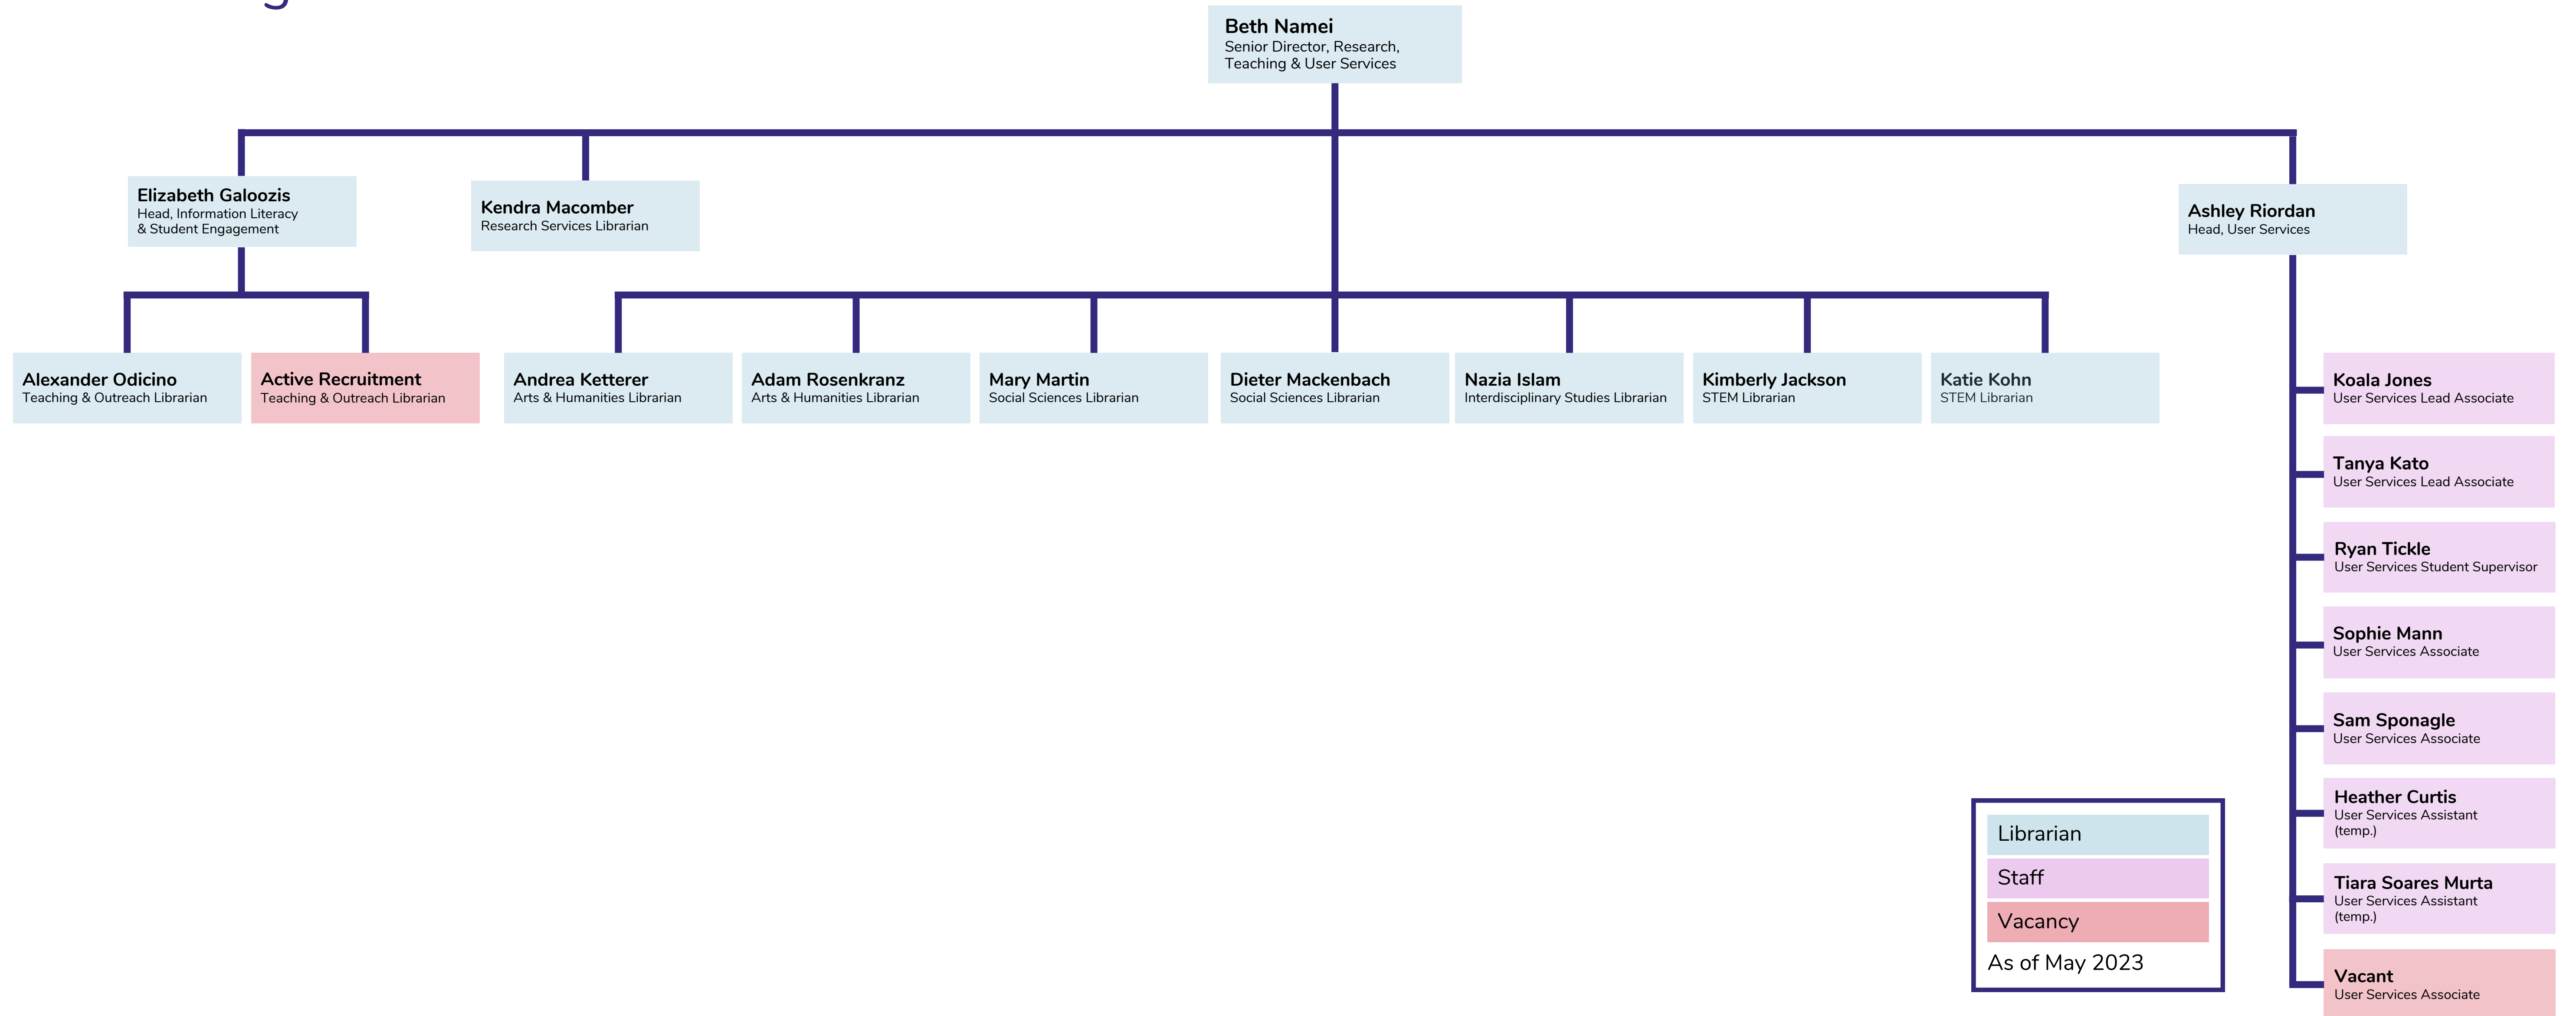 Beth Namei
Senior Director, Research,
Teaching & User Services
Elizabeth Galoozis
Head, Information Literacy
& Student Engagement
Kendra Macomber
Research Services Librarian
Ashley Riordan
Head, User Services
Alexander Odicino
Teaching & Outreach Librarian
Active Recruitment
Teaching & Outreach Librarian
Andrea Ketterer
Arts & Humanities Librarian
Adam Rosenkranz
Arts & Humanities Librarian
Mary Martin
Social Sciences Librarian
Dieter Mackenbach
Social Sciences Librarian
Nazia Islam
Interdisciplinary Studies Librarian
Kimberly Jackson
STEM Librarian
Katie Kohn
STEM Librarian
Koala Jones
User Services Lead Associate
Tanya Kato
User Services Lead Associate
Ryan Tickle
User Services Student Supervisor
Sophie Mann
User Services Associate
Sam Sponagle
User Services Associate
Heather Curtis
User Services Assistant
(temp.)
Tiara Soares Murta
User Services Assistant
(temp.)
Vacant
User Services Associate
Librarian
Staff
Vacancy
As of May 2023